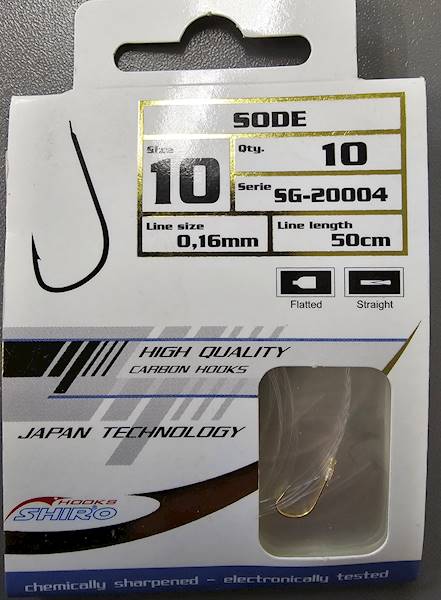 SODE
Size
10
Qty.
10
Serie
SG-20004
Line size
0,16mm
Line length
50cm
Flatted
Straight
HIGH QUALITY
CARBON HOOKS
JAPAN TECHNOLOGY
HOOKS
SHIRO
chemically sharpened - electronically tested